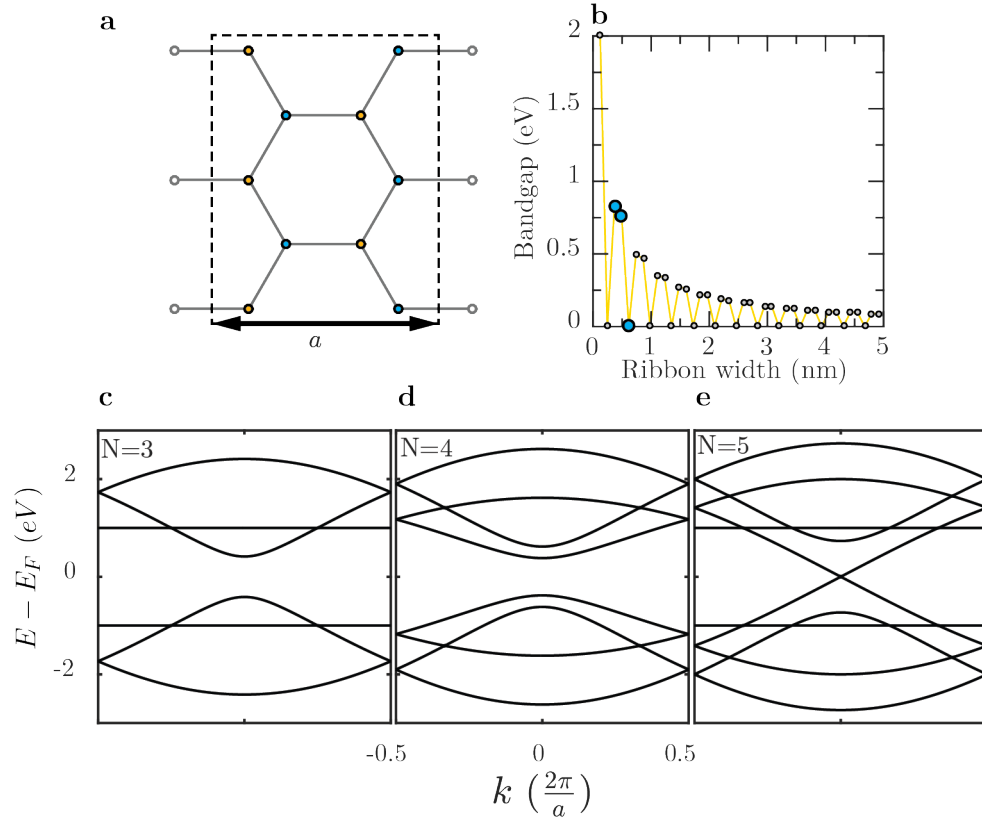 a
a
b
Bandgap (eV)
2
1.5
1
0.5
0
0 1 2 3 4 5
Ribbon width (nm)
c
d
e
N=3
N=4
N=5
E − E_F (eV)
2
0
-2
-0.5 0 0.5
k (2π/a)